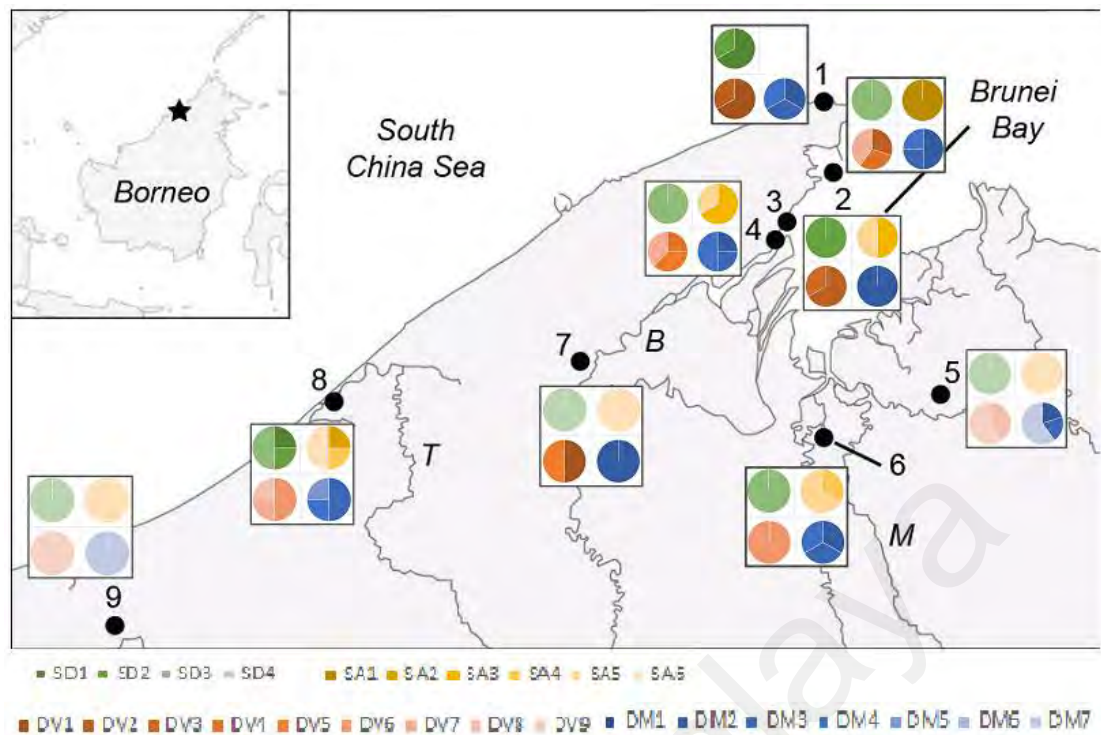 Borneo
South
China Sea
Brunei
Bay
1
2
3
4
5
6
7
8
9
B
T
M
SD1 SD2 SD3 SD4 SA1 SA2 SA3 SA4 SA5 SA6
DV1 DV2 DV3 DV4 DV5 DV6 DV7 DV8 DV9 DM1 DM2 DM3 DM4 DM5 DM6 DM7
laya